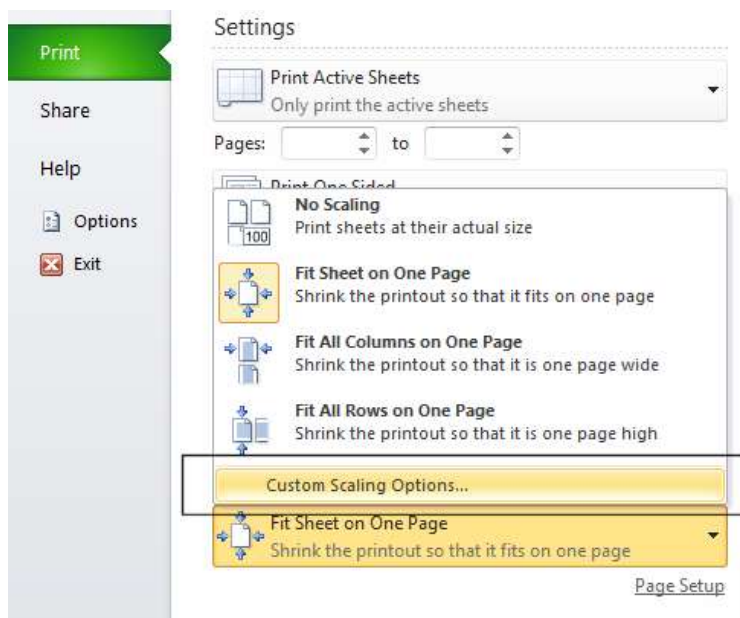 Settings
Print
Print Active Sheets
Only print the active sheets
Share
Pages:
to
Help
Print One Sided
No Scaling
Print sheets at their actual size
100
Options
Exit
Fit Sheet on One Page
Shrink the printout so that it fits on one page
Fit All Columns on One Page
Shrink the printout so that it is one page wide
Fit All Rows on One Page
Shrink the printout so that it is one page high
Custom Scaling Options...
Fit Sheet on One Page
Shrink the printout so that it fits on one page
Page Setup